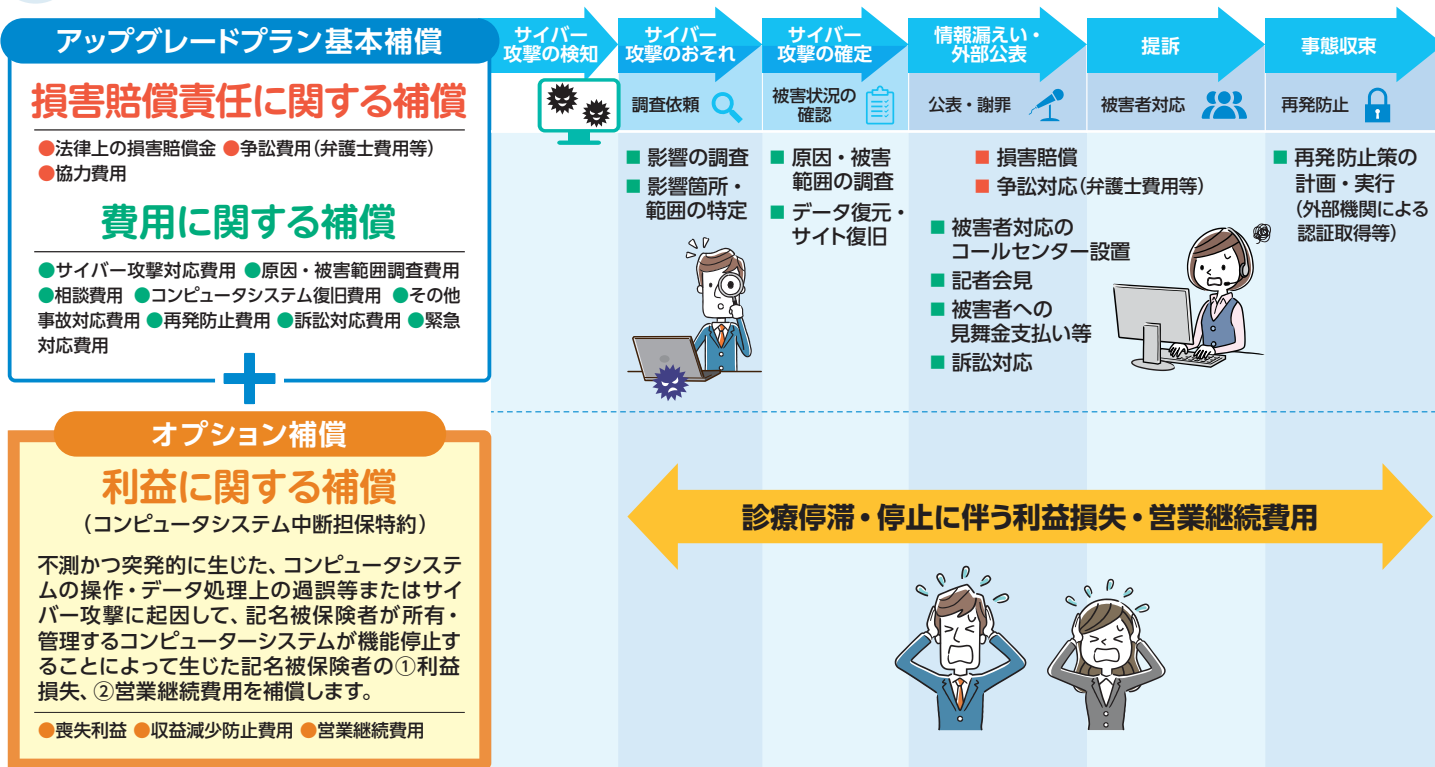 アップグレードプラン基本補償
損害賠償責任に関する補償
●法律上の損害賠償金 ●争訟費用(弁護士費用等)
●協力費用
費用に関する補償
●サイバー攻撃対応費用 ●原因・被害範囲調査費用
●相談費用 ●コンピュータシステム復旧費用 ●その他
事故対応費用 ●再発防止費用 ●訴訟対応費用 ●緊急
対応費用
オプション補償
利益に関する補償
(コンピュータシステム中断担保特約)
不測かつ突発的に生じた、コンピュータシステ
ムの操作・データ処理上の過誤等またはサイ
バー攻撃に起因して、記名被保険者が所有・
管理するコンピューターシステムが機能停止す
ることによって生じた記名被保険者の①利益
損失、②営業継続費用を補償します。
●喪失利益 ●収益減少防止費用 ●営業継続費用
サイバー
攻撃の検知
サイバー
攻撃のおそれ
調査依頼
■ 影響の調査
■ 影響箇所・
範囲の特定
サイバー
攻撃の確定
被害状況の
確認
■ 原因・被害
範囲の調査
■ データ復元・
サイト復旧
情報漏えい・
外部公表
公表・謝罪
提訴
被害者対応
■ 損害賠償
■ 争訟対応(弁護士費用等)
■ 被害者対応の
コールセンター設置
■ 記者会見
■ 被害者への
見舞金支払い等
■ 訴訟対応
事態収束
再発防止
■ 再発防止策の
計画・実行
(外部機関による
認証取得等)
診療停滞・停止に伴う利益損失・営業継続費用